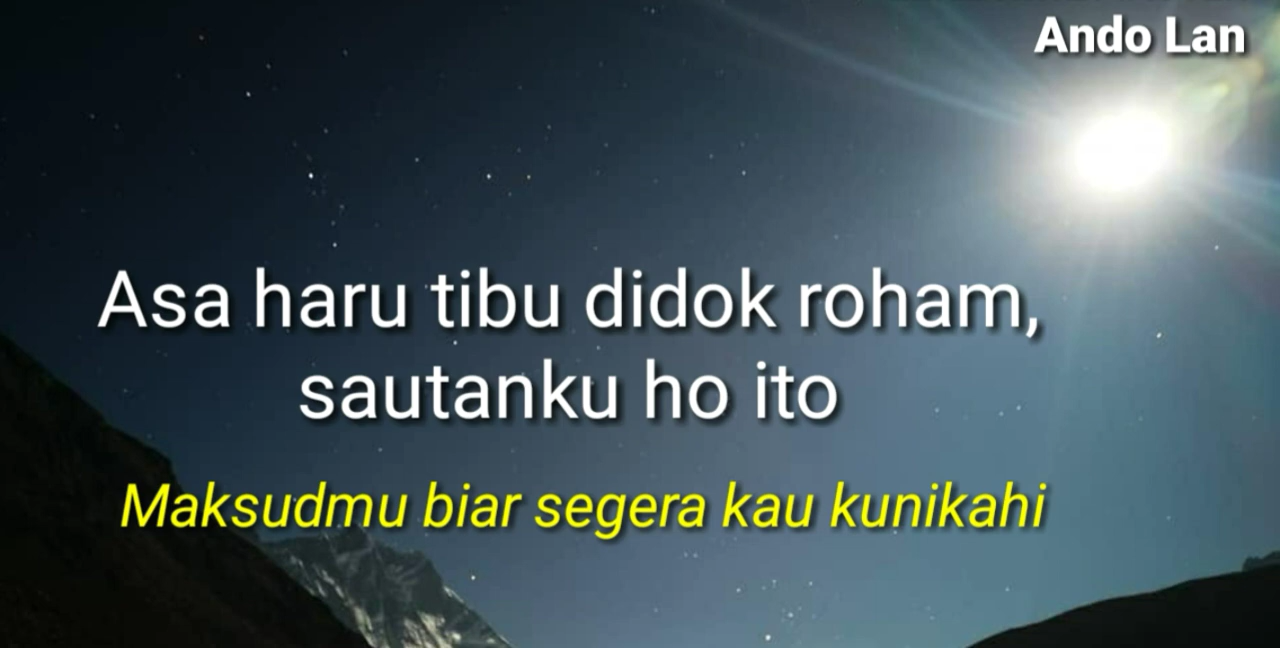 Ando Lan
Asa haru tibu didok roham,
sautanku ho ito
Maksudmu biar segera kau kunikahi